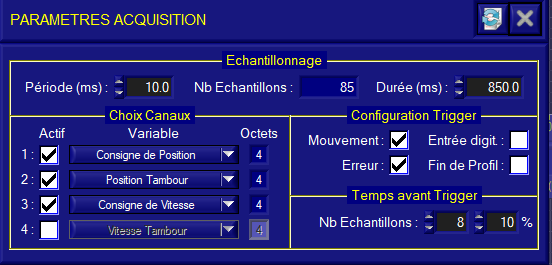 PARAMETRES ACQUISITION
Echantillonnage
Période (ms) : 10.0 Nb Echantillons : 85 Durée (ms) : 850.0
Choix Canaux
Actif Variable Octets
1 : Consigne de Position 4
2 : Position Tambour 4
3 : Consigne de Vitesse 4
4 : Vitesse Tambour 4
Configuration Trigger
Mouvement : Entrée digit. :
Erreur : Fin de Profil :
Temps avant Trigger
Nb Echantillons : 8 10 %